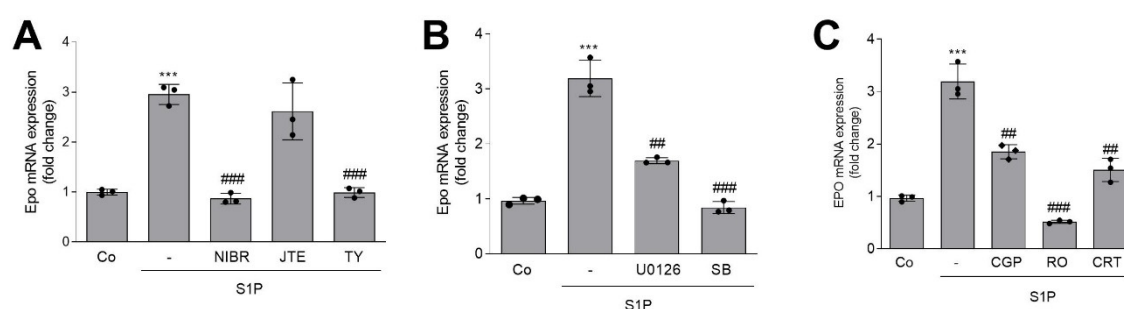 A
Epo mRNA expression
(fold change)
4
3
2
1
0
***
###
###
Co
-
NIBR
JTE
TY
S1P
B
Epo mRNA expression
(fold change)
4
3
2
1
0
***
##
###
Co
-
U0126
SB
S1P
C
EPO mRNA expression
(fold change)
4
3
2
1
0
***
##
###
##
Co
-
CGP
RO
CRT
S1P